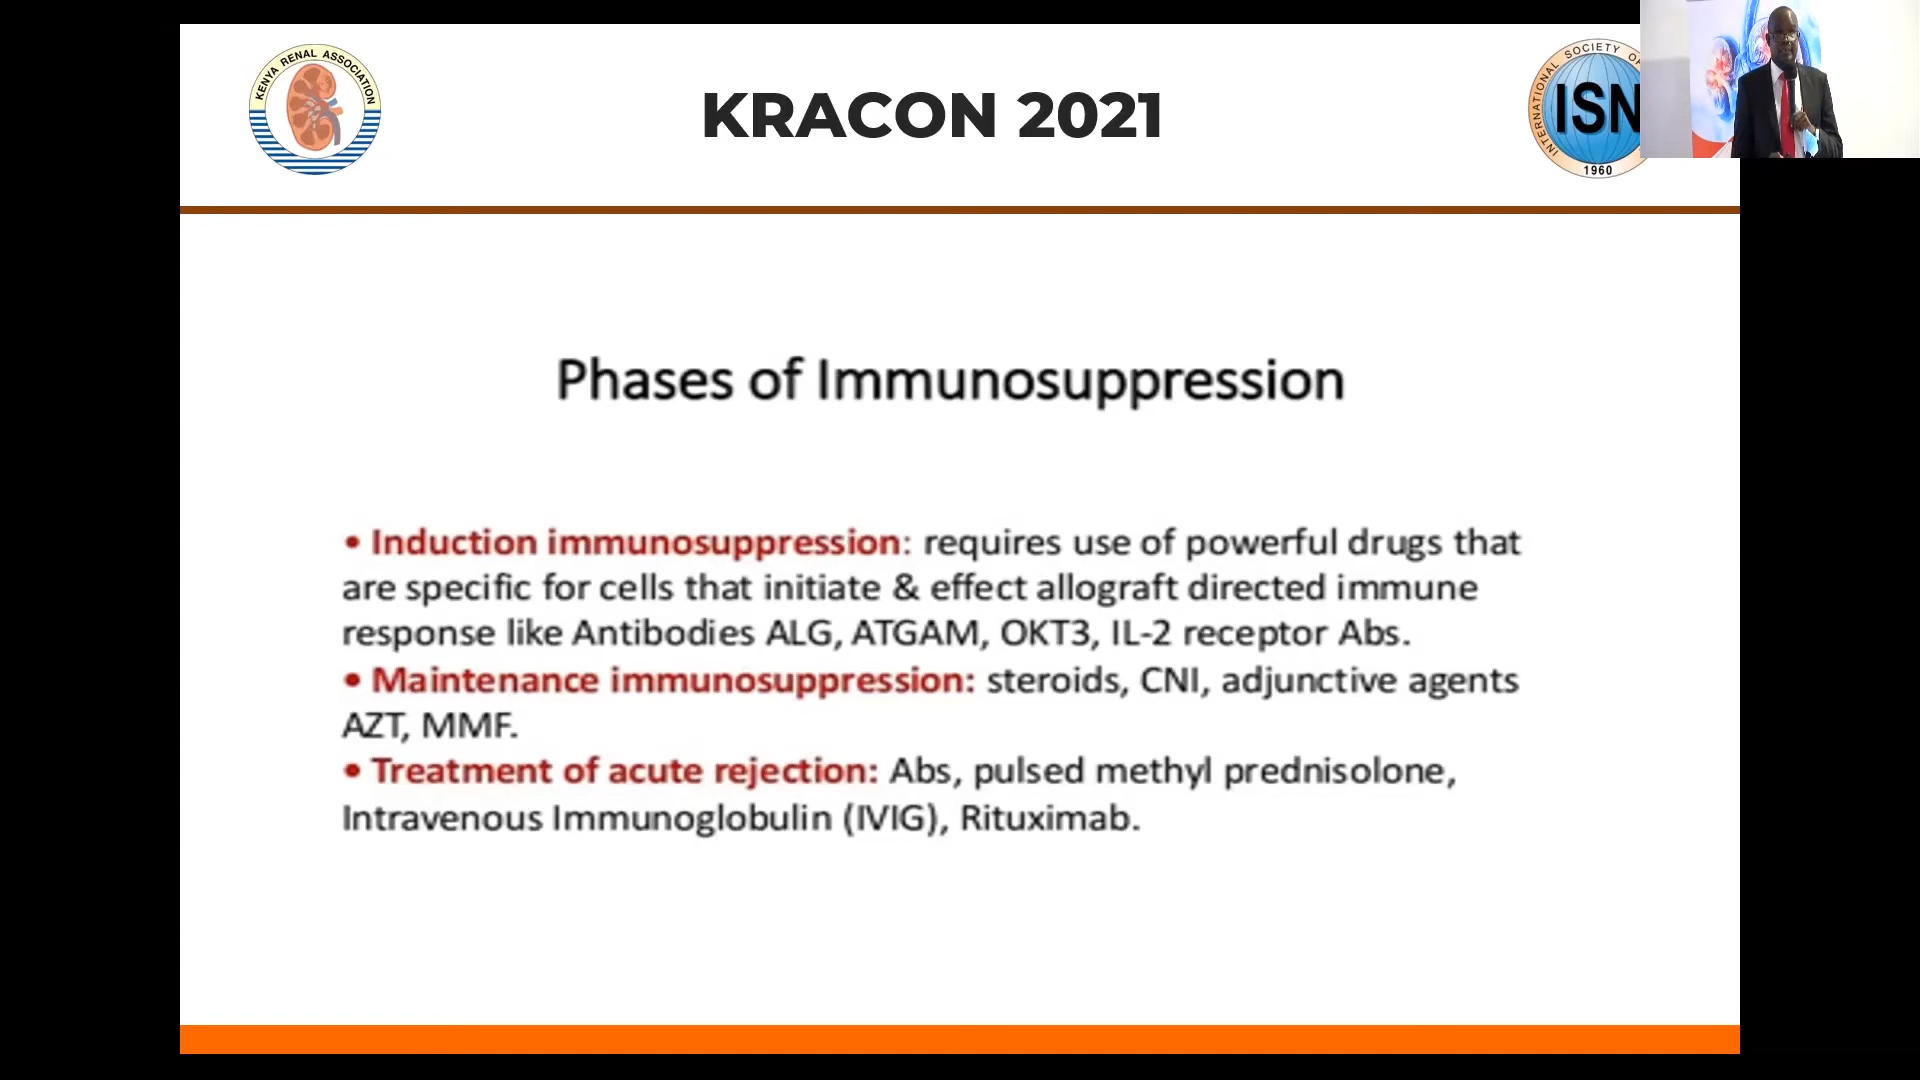 KENYA RENAL ASSOCIATION
KRACON 2021
INTERNATIONAL SOCIETY
ISN
1960
Phases of Immunosuppression
• Induction immunosuppression: requires use of powerful drugs that
are specific for cells that initiate & effect allograft directed immune
response like Antibodies ALG, ATGAM, OKT3, IL-2 receptor Abs.
• Maintenance immunosuppression: steroids, CNI, adjunctive agents
AZT, MMF.
• Treatment of acute rejection: Abs, pulsed methyl prednisolone,
Intravenous Immunoglobulin (IVIG), Rituximab.